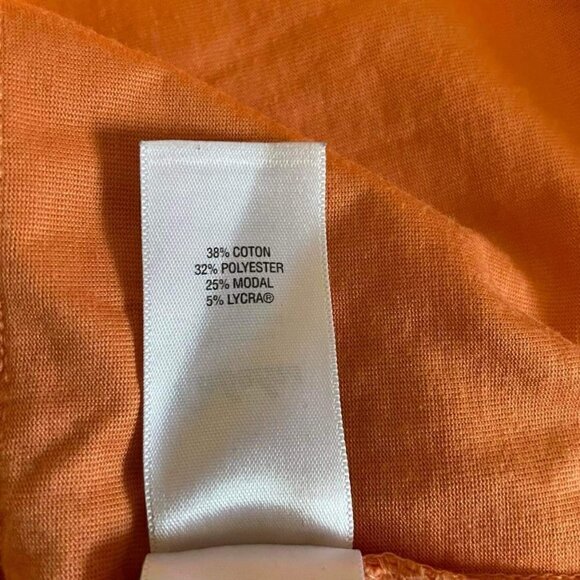 38% COTON
32% POLYESTER
25% MODAL
5% LYCRA®